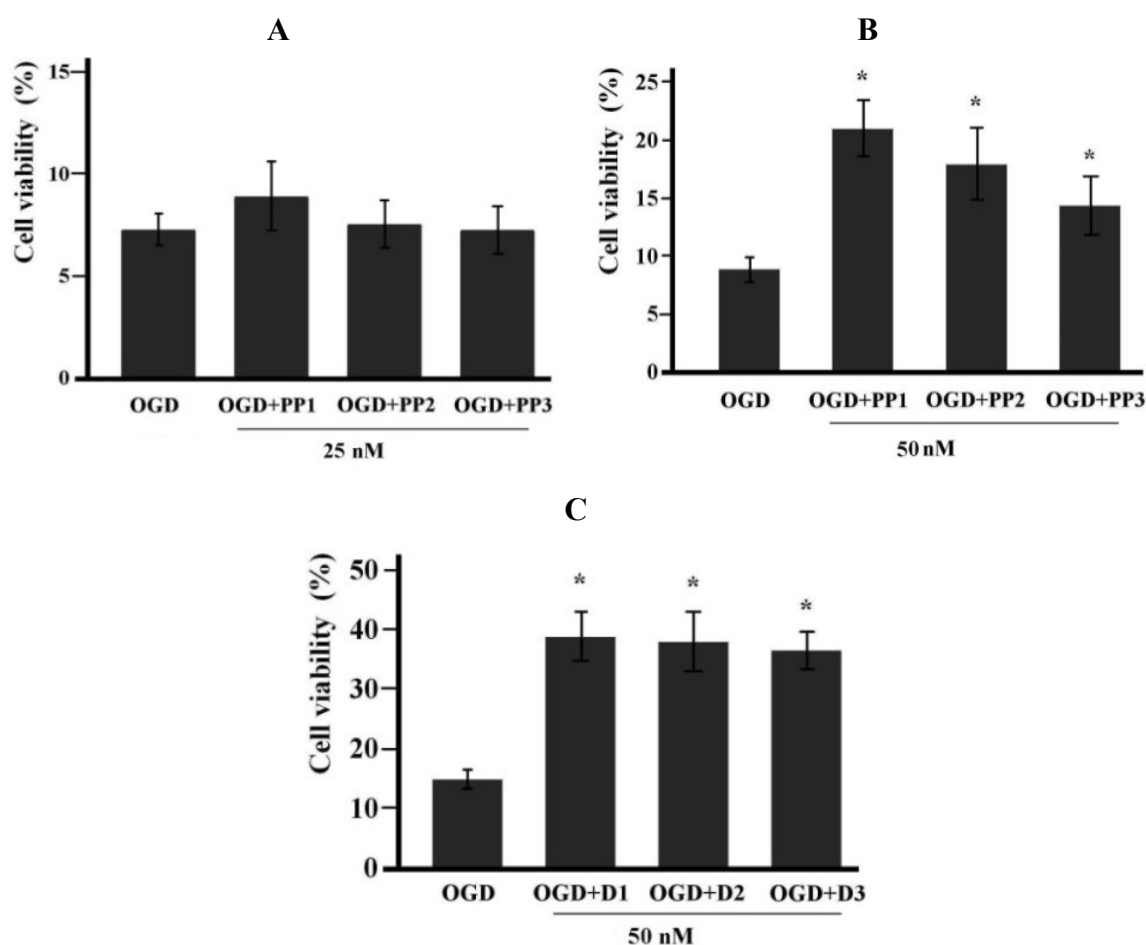 A
Cell viability (%)
15
10
5
0
OGD OGD+PP1 OGD+PP2 OGD+PP3
25 nM
B
Cell viability (%)
25
20
15
10
5
0
* * *
OGD OGD+PP1 OGD+PP2 OGD+PP3
50 nM
C
Cell viability (%)
50
40
30
20
10
0
* * *
OGD OGD+D1 OGD+D2 OGD+D3
50 nM